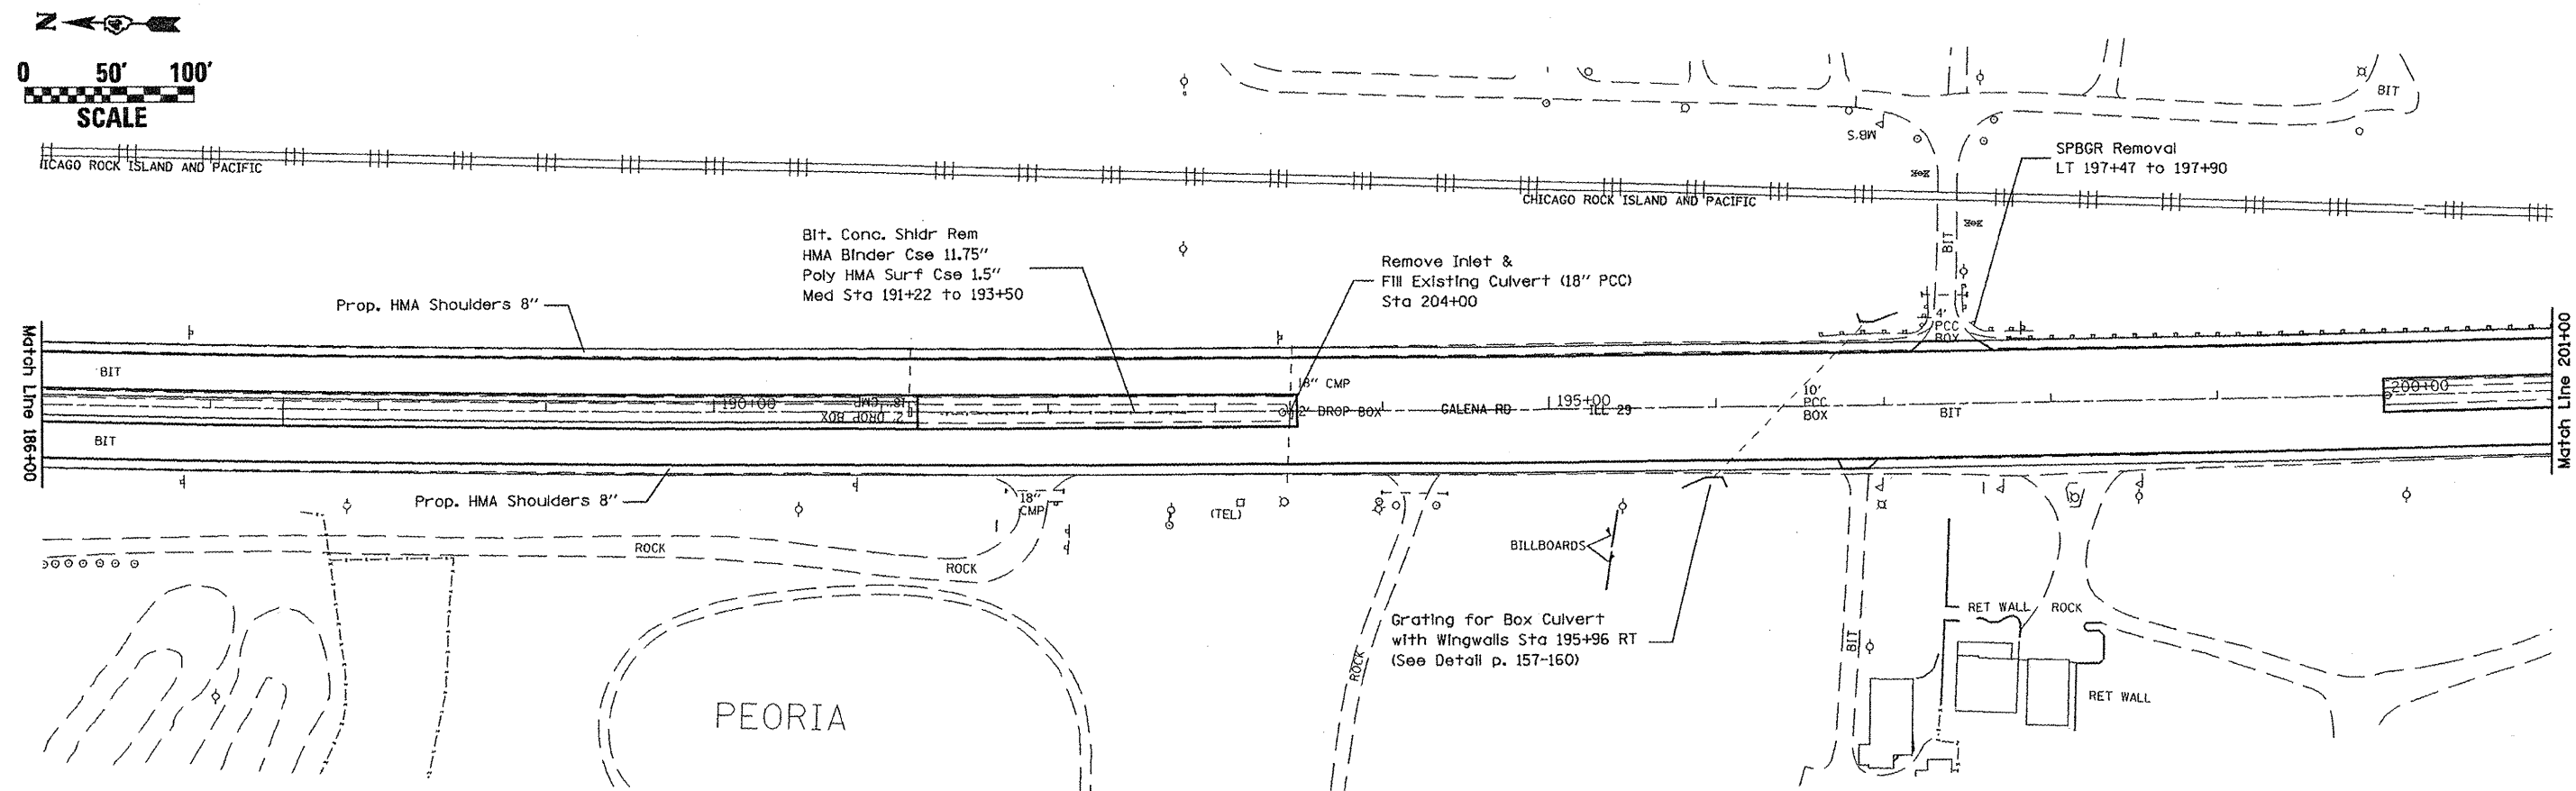 N
0 50' 100'
SCALE
BIT
MB'S
SPBGR Removal
LT 197+47 to 197+90
ICAGO ROCK ISLAND AND PACIFIC
CHICAGO ROCK ISLAND AND PACIFIC
BIT
Bit. Conc. Shldr Rem
HMA Binder Cse 11.75"
Poly HMA Surf Cse 1.5"
Med Sta 191+22 to 193+50
Remove Inlet &
Fill Existing Culvert (18" PCC)
Sta 204+00
Prop. HMA Shoulders 8"
4'
PCC
BOX
Match Line 186+00
Match Line 201+00
BIT
190+00
18" CMP
2' DROP BOX
18" CMP
2' DROP BOX
GALENA RD
195+00
ILL 29
10'
PCC
BOX
BIT
200+00
BIT
Prop. HMA Shoulders 8"
18"
CMP
(TEL)
ROCK
ROCK
BILLBOARDS
Grating for Box Culvert
with Wingwalls Sta 195+96 RT
(See Detail p. 157-160)
ROCK
BIT
RET WALL
ROCK
RET WALL
PEORIA